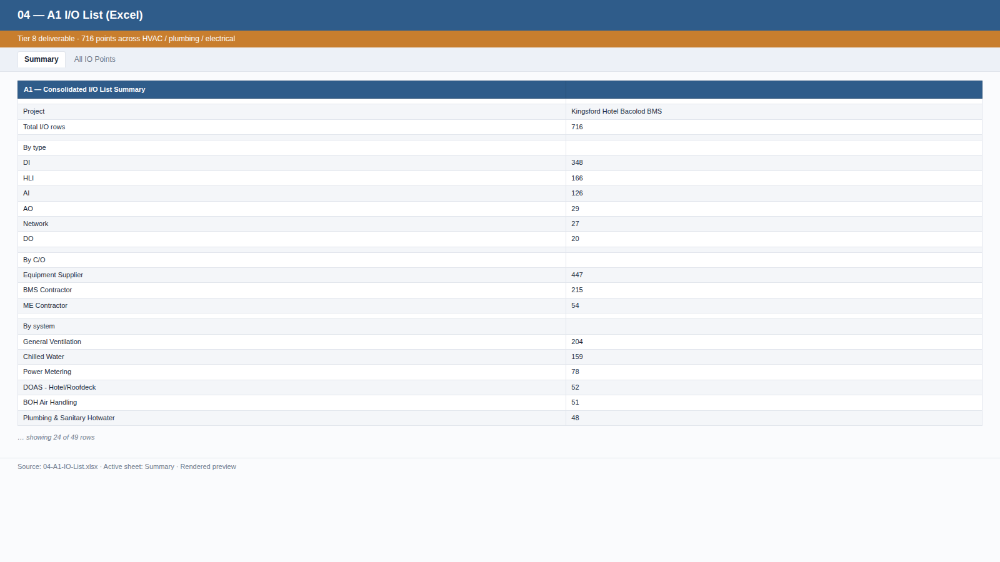 04 — A1 I/O List (Excel)
Tier 8 deliverable · 716 points across HVAC / plumbing / electrical
Summary All IO Points
A1 — Consolidated I/O List Summary
Project Kingsford Hotel Bacolod BMS
Total I/O rows 716
By type
DI 348
HLI 166
AI 126
AO 29
Network 27
DO 20
By C/O
Equipment Supplier 447
BMS Contractor 215
ME Contractor 54
By system
General Ventilation 204
Chilled Water 159
Power Metering 78
DOAS - Hotel/Roofdeck 52
BOH Air Handling 51
Plumbing & Sanitary Hotwater 48
… showing 24 of 49 rows
Source: 04-A1-IO-List.xlsx · Active sheet: Summary · Rendered preview